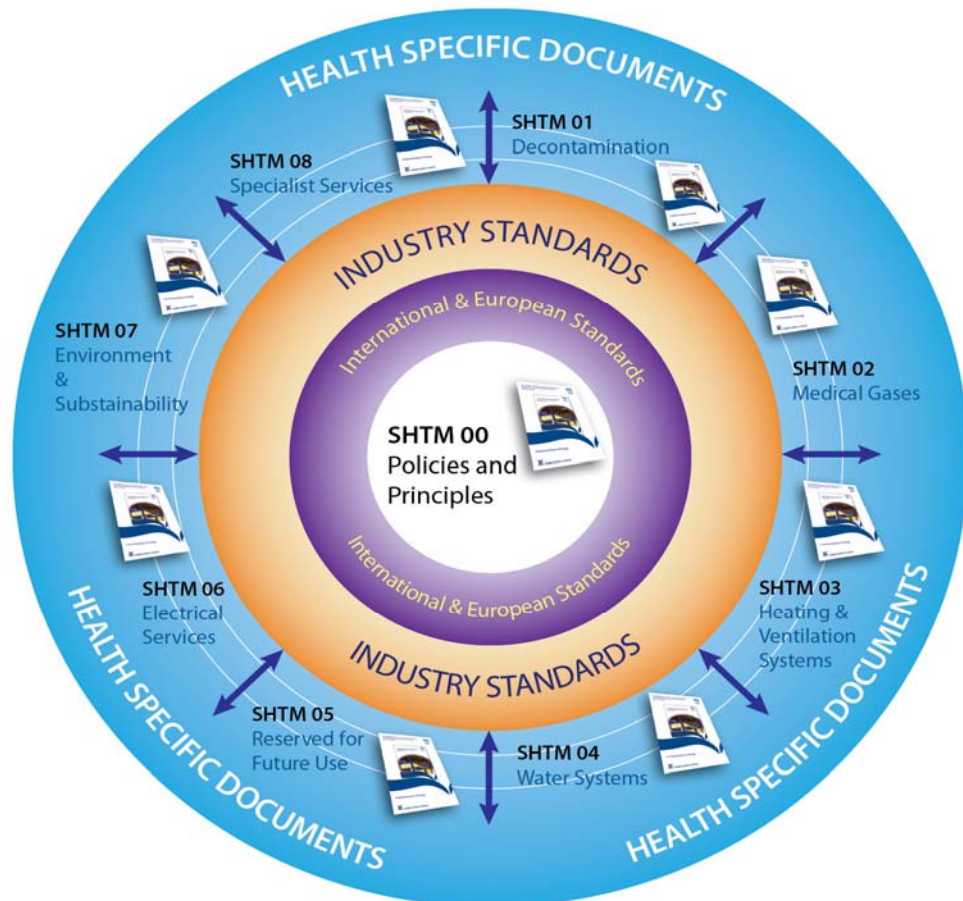 HEALTH SPECIFIC DOCUMENTS
SHTM 01
Decontamination
SHTM 08
Specialist Services
INDUSTRY STANDARDS
International & European Standards
SHTM 07
Environment
&
Substainability
SHTM 02
Medical Gases
SHTM 00
Policies and
Principles
International & European Standards
SHTM 06
Electrical
Services
SHTM 03
Heating &
Ventilation
Systems
INDUSTRY STANDARDS
SHTM 05
Reserved for
Future Use
SHTM 04
Water Systems
HEALTH SPECIFIC DOCUMENTS
HEALTH SPECIFIC DOCUMENTS